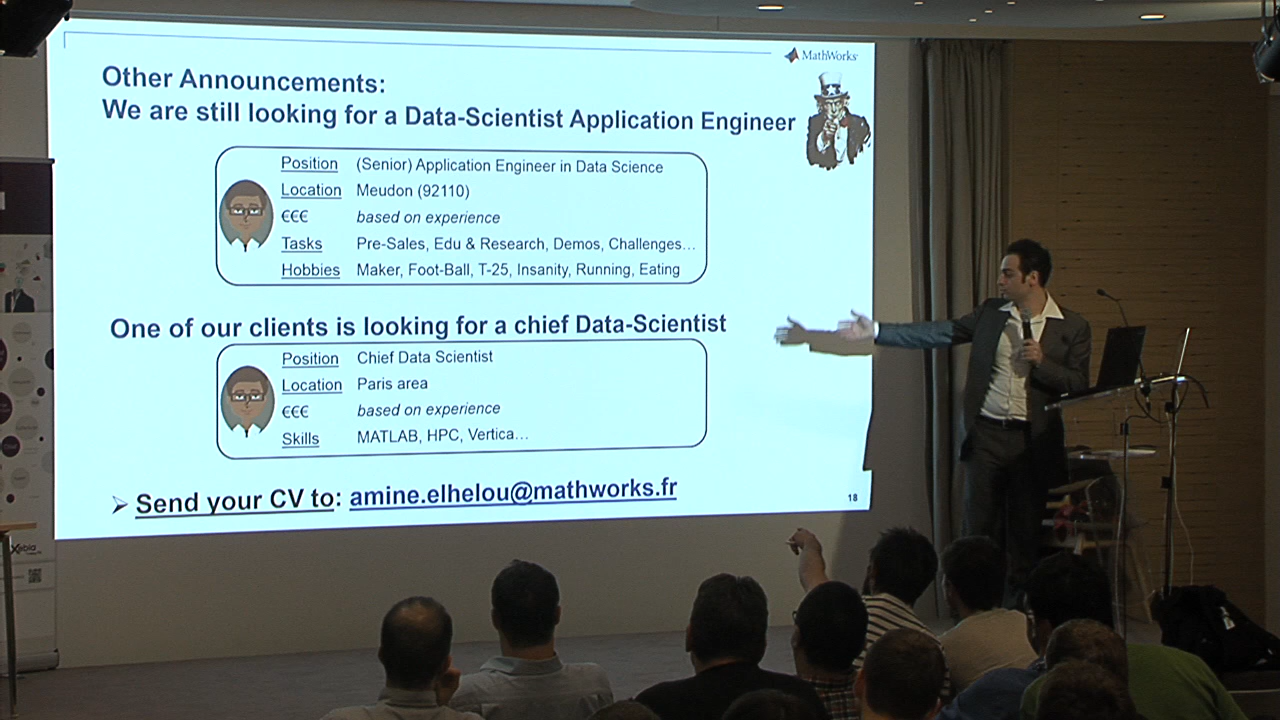 MathWorks
Other Announcements:
We are still looking for a Data-Scientist Application Engineer
Position (Senior) Application Engineer in Data Science
Location Meudon (92110)
€€€ based on experience
Tasks Pre-Sales, Edu & Research, Demos, Challenges…
Hobbies Maker, Foot-Ball, T-25, Insanity, Running, Eating
One of our clients is looking for a chief Data-Scientist
Position Chief Data Scientist
Location Paris area
€€€ based on experience
Skills MATLAB, HPC, Vertica…
➢ Send your CV to: amine.elhelou@mathworks.fr
18
Xebia